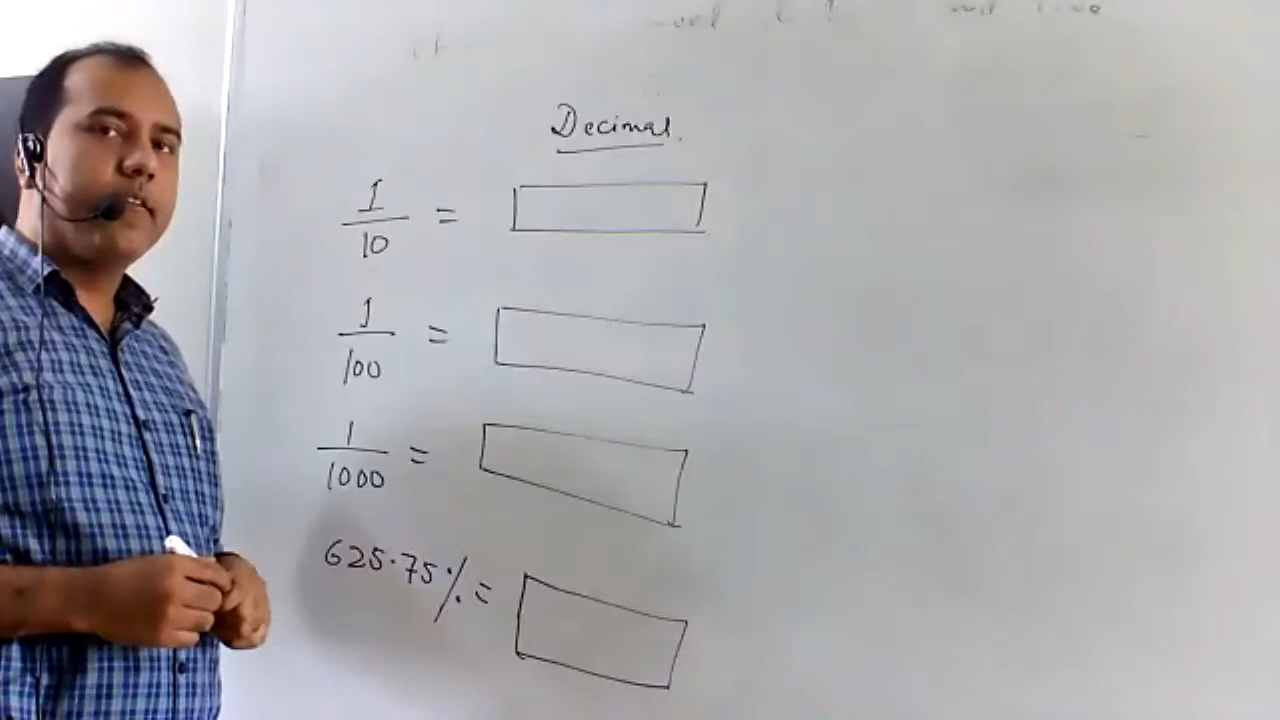 Decimal.
1/10 =
1/100 =
1/1000 =
625.75% =